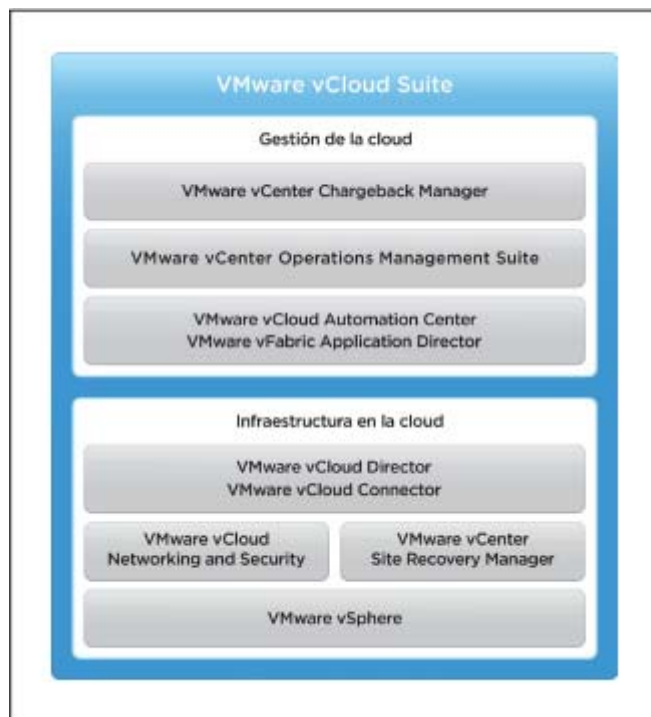 VMware vCloud Suite
Gestión de la cloud
VMware vCenter Chargeback Manager
VMware vCenter Operations Management Suite
VMware vCloud Automation Center
VMware vFabric Application Director
Infraestructura en la cloud
VMware vCloud Director
VMware vCloud Connector
VMware vCloud
Networking and Security
VMware vCenter
Site Recovery Manager
VMware vSphere